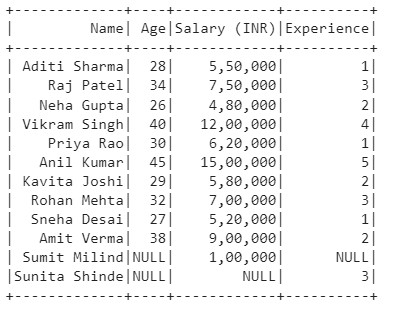 +-------------+----+------------+----------+
|         Name| Age|Salary (INR)|Experience|
+-------------+----+------------+----------+
| Aditi Sharma|  28|    5,50,000|         1|
|    Raj Patel|  34|    7,50,000|         3|
|   Neha Gupta|  26|    4,80,000|         2|
| Vikram Singh|  40|   12,00,000|         4|
|    Priya Rao|  30|    6,20,000|         1|
|   Anil Kumar|  45|   15,00,000|         5|
| Kavita Joshi|  29|    5,80,000|         2|
|  Rohan Mehta|  32|    7,00,000|         3|
|  Sneha Desai|  27|    5,20,000|         1|
|   Amit Verma|  38|    9,00,000|         2|
| Sumit Milind|NULL|    1,00,000|      NULL|
|Sunita Shinde|NULL|        NULL|         3|
+-------------+----+------------+----------+